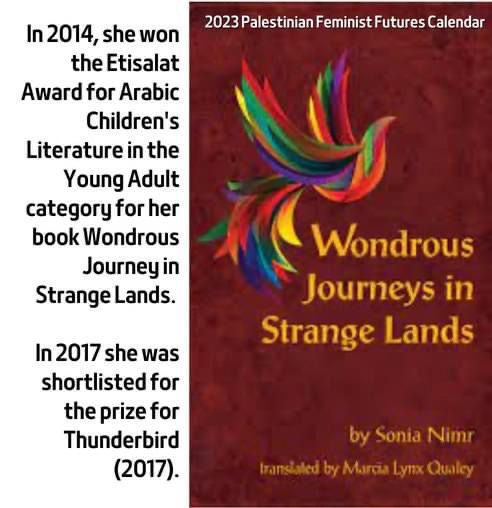 In 2014, she won
the Etisalat
Award for Arabic
Children's
Literature in the
Young Adult
category for her
book Wondrous
Journey in
Strange Lands.
In 2017 she was
shortlisted for
the prize for
Thunderbird
(2017).
2023 Palestinian Feminist Futures Calendar
Wondrous
Journeys in
Strange Lands
by Sonia Nimr
translated by Marcia Lynx Qualey